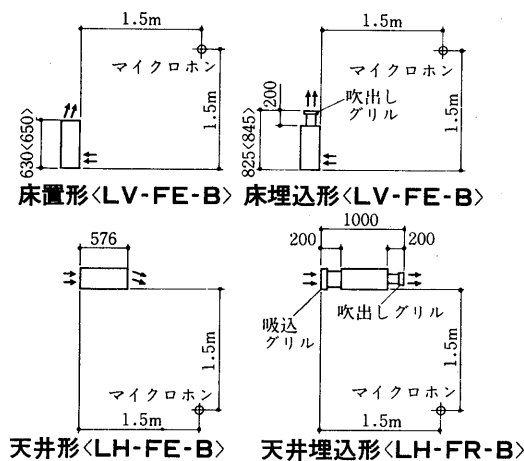 1.5m
マイクロホン
1.5m
630<650>
床置形<LV-FE-B>
1.5m
マイクロホン
1.5m
200
吹出し
グリル
825<845>
床埋込形<LV-FE-B>
576
1.5m
マイクロホン
1.5m
天井形<LH-FE-B>
1000
200
200
吸込
グリル
吹出しグリル
1.5m
マイクロホン
1.5m
天井埋込形<LH-FR-B>